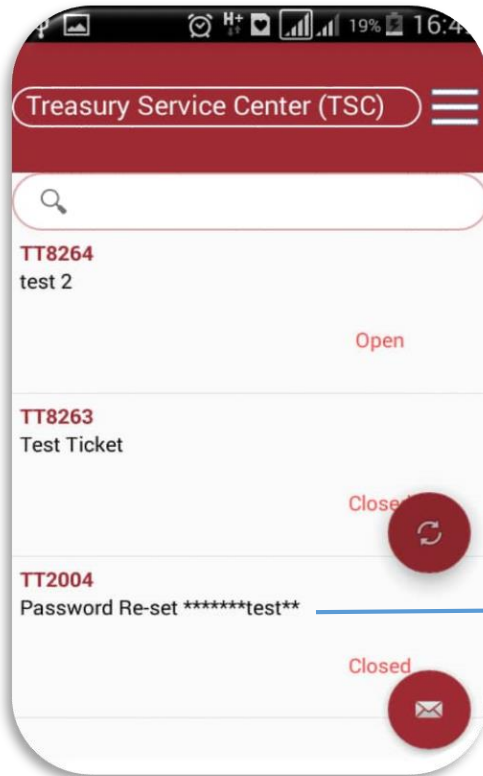 H+ 19% 16:4
Treasury Service Center (TSC)
TT8264
test 2
Open
TT8263
Test Ticket
Close
TT2004
Password Re-set *******test**
Closed